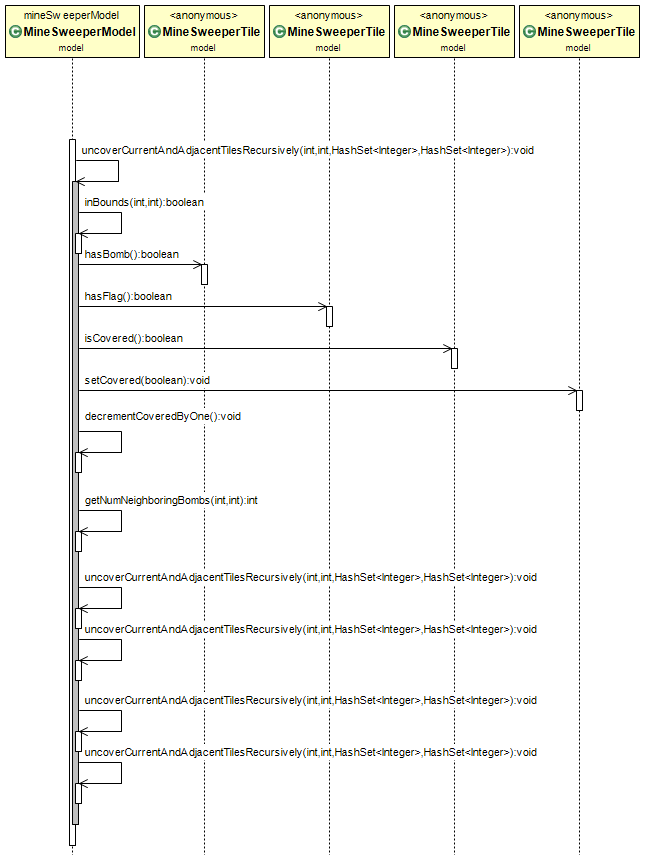 mineSweeperModel <anonymous> <anonymous> <anonymous> <anonymous>
C MineSweeperModel C MineSweeperTile C MineSweeperTile C MineSweeperTile C MineSweeperTile
model model model model model
uncoverCurrentAndAdjacentTilesRecursively(int,int,HashSet<Integer>,HashSet<Integer>):void
inBounds(int,int):boolean
hasBomb():boolean
hasFlag():boolean
isCovered():boolean
setCovered(boolean):void
decrementCoveredByOne():void
getNumNeighboringBombs(int,int):int
uncoverCurrentAndAdjacentTilesRecursively(int,int,HashSet<Integer>,HashSet<Integer>):void
uncoverCurrentAndAdjacentTilesRecursively(int,int,HashSet<Integer>,HashSet<Integer>):void
uncoverCurrentAndAdjacentTilesRecursively(int,int,HashSet<Integer>,HashSet<Integer>):void
uncoverCurrentAndAdjacentTilesRecursively(int,int,HashSet<Integer>,HashSet<Integer>):void